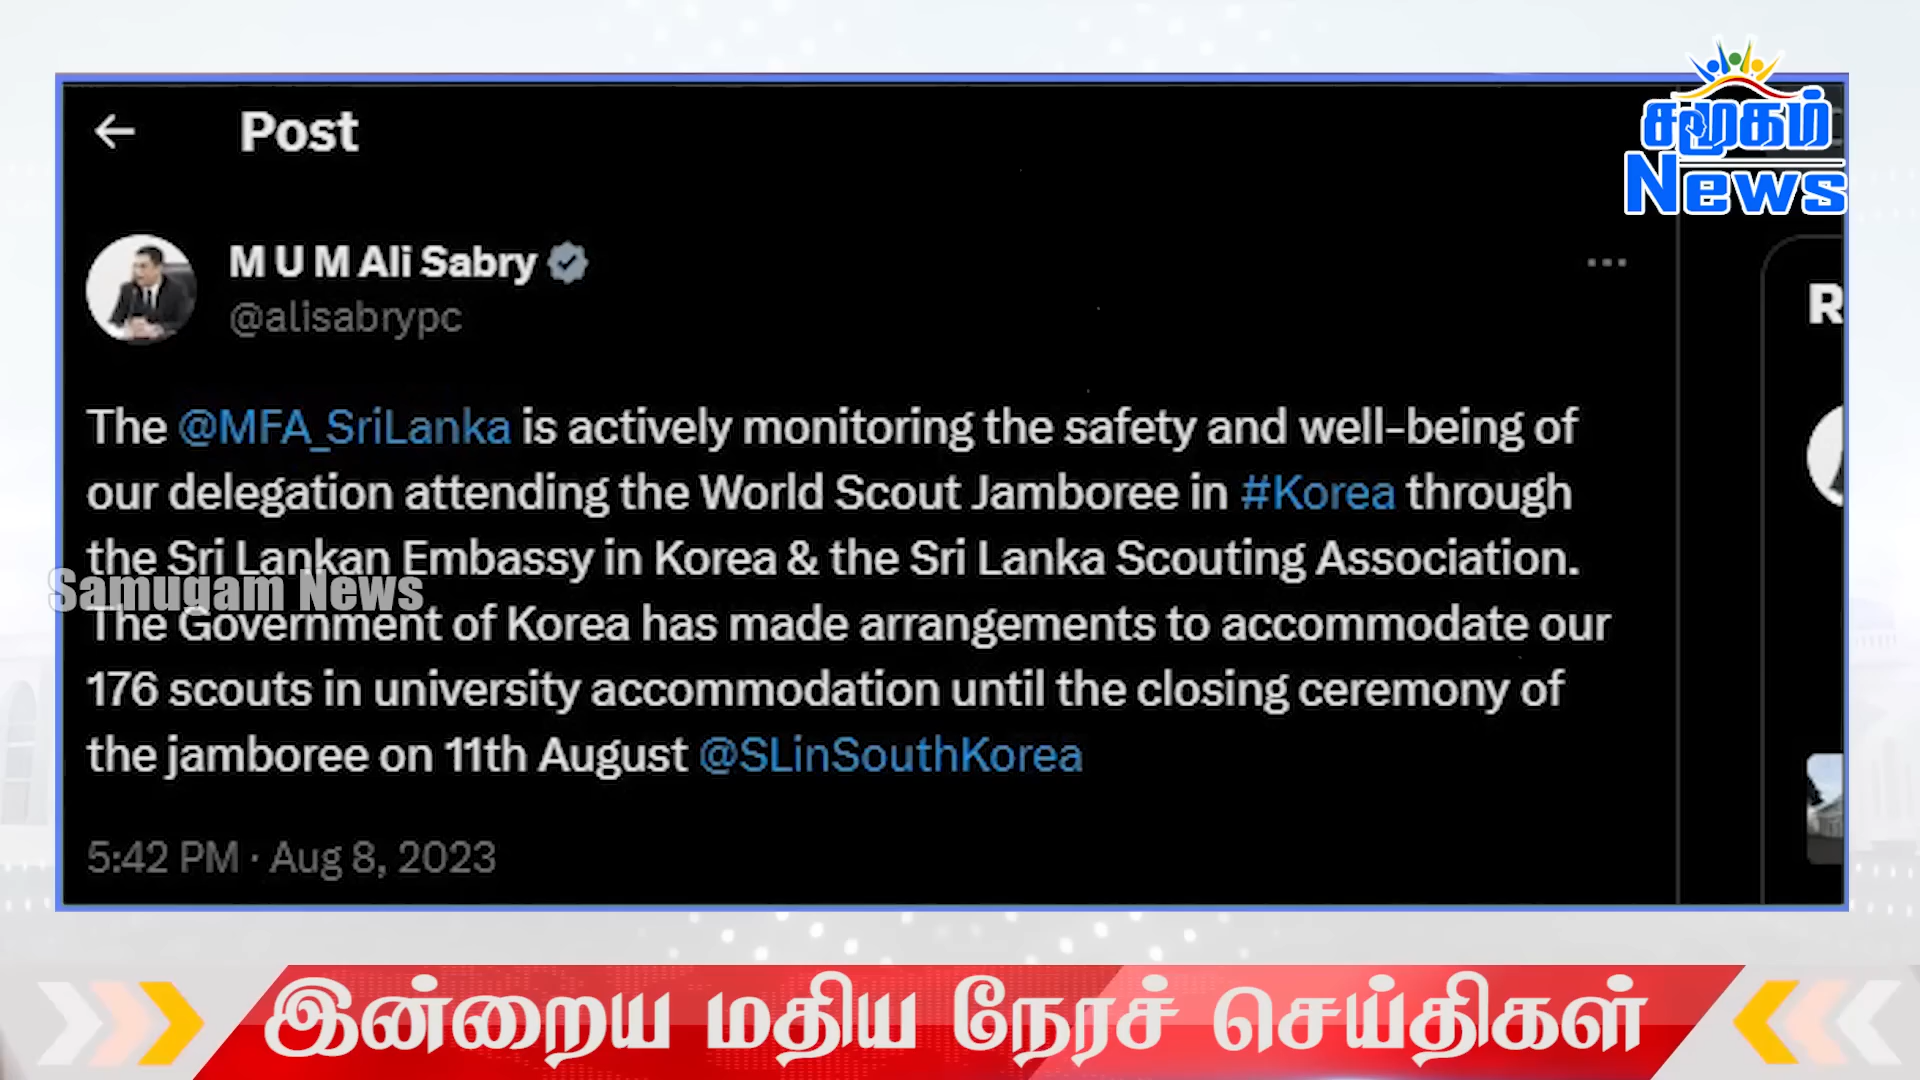 சமூகம்
News
Post
M U M Ali Sabry
@alisabrypc
R
The @MFA_SriLanka is actively monitoring the safety and well-being of
our delegation attending the World Scout Jamboree in #Korea through
the Sri Lankan Embassy in Korea & the Sri Lanka Scouting Association.
Samugam News
The Government of Korea has made arrangements to accommodate our
176 scouts in university accommodation until the closing ceremony of
the jamboree on 11th August @SLinSouthKorea
5:42 PM · Aug 8, 2023
இன்றைய மதிய நேரச் செய்திகள்